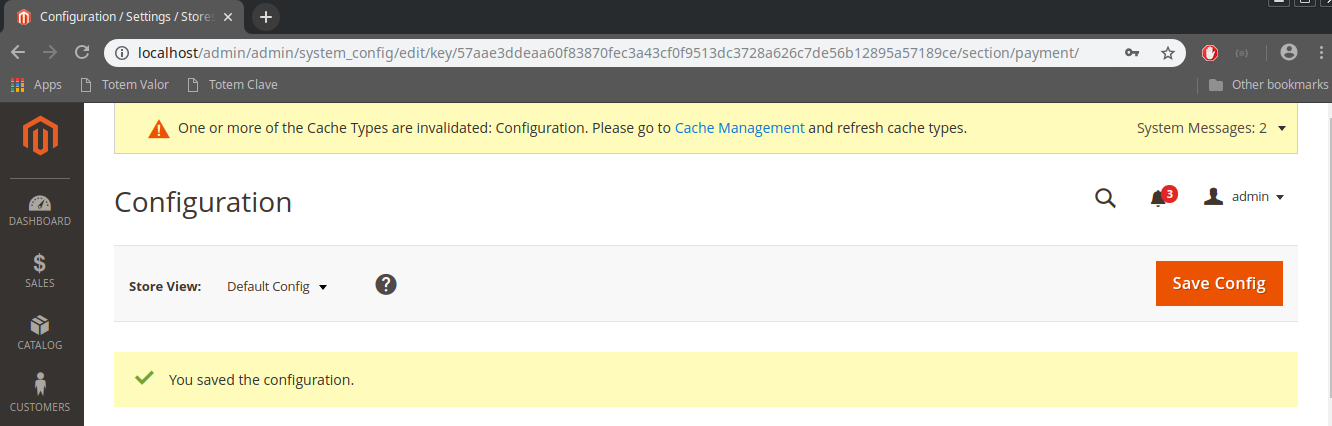 Configuration / Settings / Stores
localhost/admin/admin/system_config/edit/key/57aae3ddeaa60f83870fec3a43cf0f9513dc3728a626c7de56b12895a57189ce/section/payment/
Apps Totem Valor Totem Clave Other bookmarks
One or more of the Cache Types are invalidated: Configuration. Please go to Cache Management and refresh cache types. System Messages: 2
Configuration 3 admin
DASHBOARD
SALES
Store View: Default Config ? Save Config
CATALOG
You saved the configuration.
CUSTOMERS